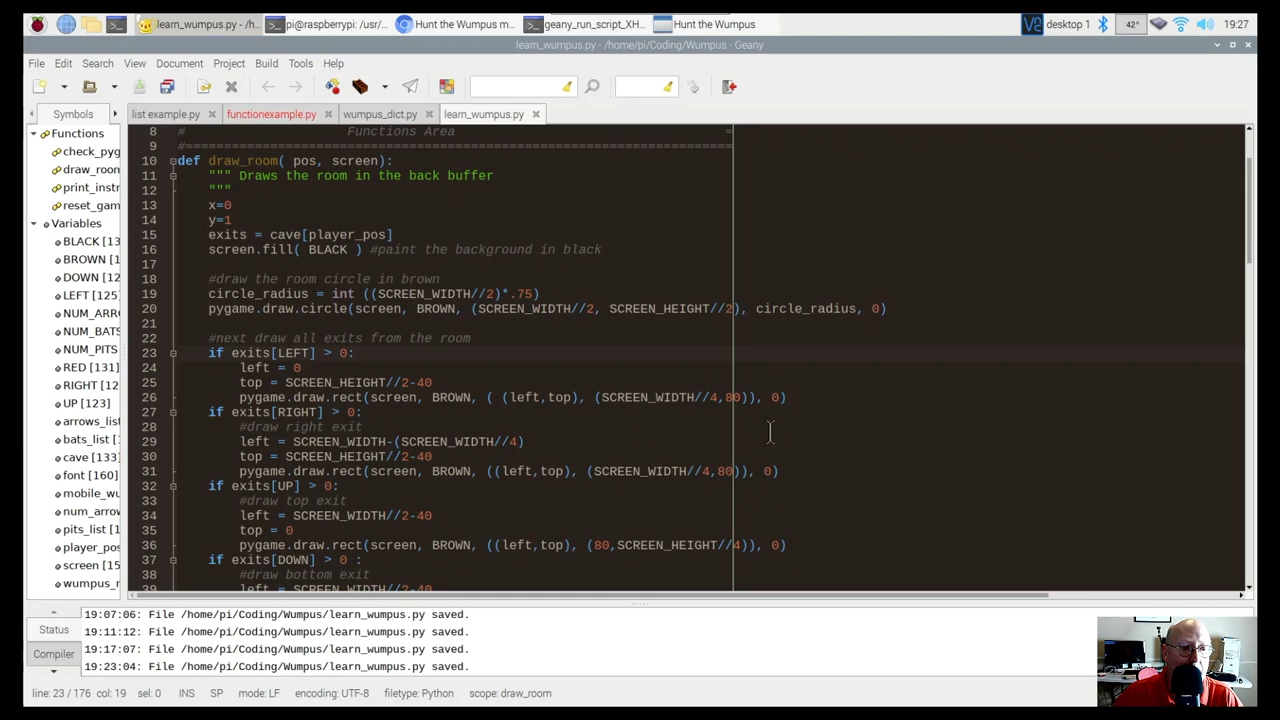 learn_wumpus.py - /h...
pi@raspberrypi: /usr/...
Hunt the Wumpus m...
geany_run_script_XH...
Hunt the Wumpus
desktop 1
42°
19:27
learn_wumpus.py - /home/pi/Coding/Wumpus - Geany
File Edit Search View Document Project Build Tools Help
Symbols
list example.py
functionexample.py
wumpus_dict.py
learn_wumpus.py
Functions
check_pyg
draw_room
print_instr
reset_gam
Variables
BLACK [13
BROWN [12
DOWN [12
LEFT [125]
NUM_ARRO
NUM_BATS
NUM_PITS
RED [131]
RIGHT [12
UP [123]
arrows_list
bats_list [
cave [133]
font [160]
mobile_wu
num_arrow
pits_list [1
player_pos
screen [15
wumpus_r
8 # Functions Area =
9 #========================================================================
10 def draw_room( pos, screen):
11 """ Draws the room in the back buffer
12 """
13 x=0
14 y=1
15 exits = cave[player_pos]
16 screen.fill( BLACK ) #paint the background in black
17
18 #draw the room circle in brown
19 circle_radius = int ((SCREEN_WIDTH//2)*.75)
20 pygame.draw.circle(screen, BROWN, (SCREEN_WIDTH//2, SCREEN_HEIGHT//2), circle_radius, 0)
21
22 #next draw all exits from the room
23 if exits[LEFT] > 0:
24 left = 0
25 top = SCREEN_HEIGHT//2-40
26 pygame.draw.rect(screen, BROWN, ( (left,top), (SCREEN_WIDTH//4,80)), 0)
27 if exits[RIGHT] > 0:
28 #draw right exit
29 left = SCREEN_WIDTH-(SCREEN_WIDTH//4)
30 top = SCREEN_HEIGHT//2-40
31 pygame.draw.rect(screen, BROWN, ((left,top), (SCREEN_WIDTH//4,80)), 0)
32 if exits[UP] > 0:
33 #draw top exit
34 left = SCREEN_WIDTH//2-40
35 top = 0
36 pygame.draw.rect(screen, BROWN, ((left,top), (80,SCREEN_HEIGHT//4)), 0)
37 if exits[DOWN] > 0 :
38 #draw bottom exit
39 left = SCREEN_WIDTH//2-40
Status
Compiler
19:07:06: File /home/pi/Coding/Wumpus/learn_wumpus.py saved.
19:11:12: File /home/pi/Coding/Wumpus/learn_wumpus.py saved.
19:17:07: File /home/pi/Coding/Wumpus/learn_wumpus.py saved.
19:23:04: File /home/pi/Coding/Wumpus/learn_wumpus.py saved.
line: 23 / 176 col: 19 sel: 0 INS SP mode: LF encoding: UTF-8 filetype: Python scope: draw_room